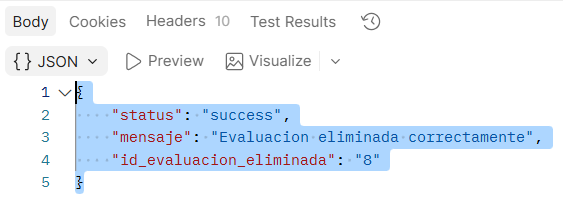 Body Cookies Headers 10 Test Results
{} JSON Preview Visualize
1 {
2 "status": "success",
3 "mensaje": "Evaluacion eliminada correctamente",
4 "id_evaluacion_eliminada": "8"
5 }